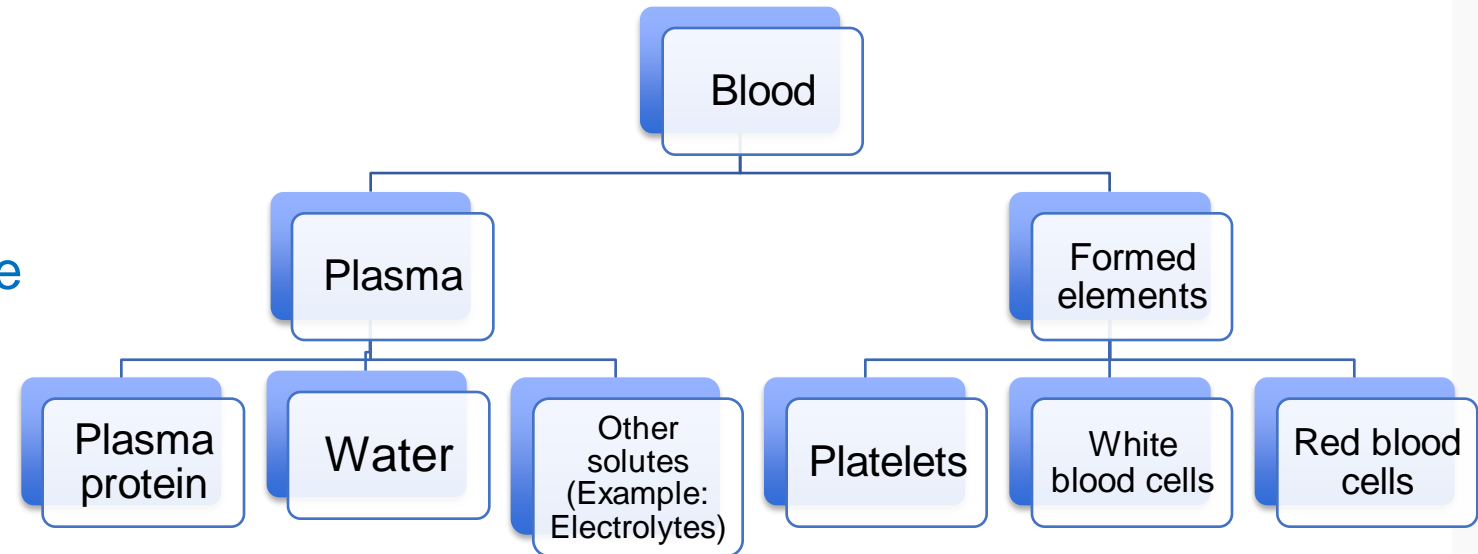 Blood
e
Plasma
Formed
elements
Plasma
protein
Water
Other
solutes
(Example:
Electrolytes)
Platelets
White
blood cells
Red blood
cells